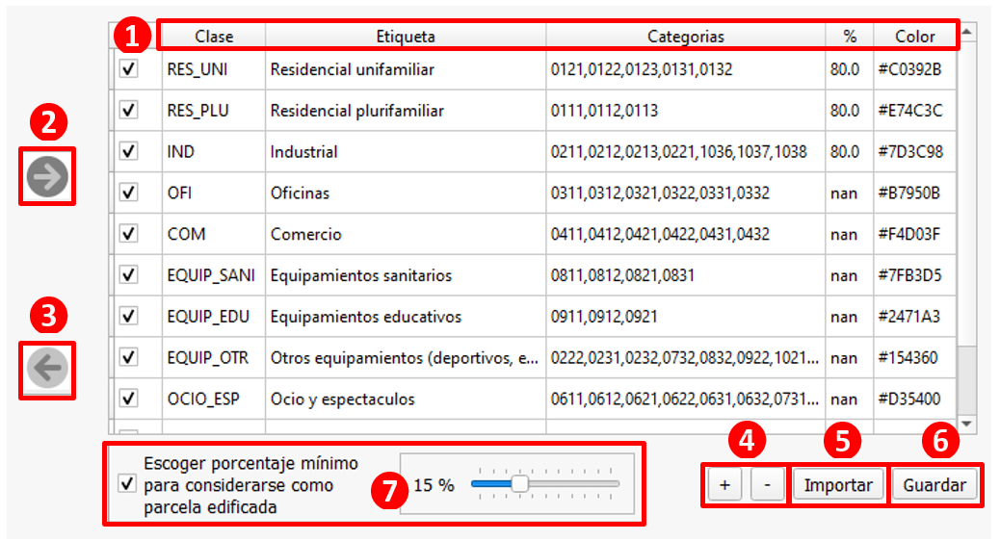 1 Clase Etiqueta Categorias % Color
RES_UNI Residencial unifamiliar 0121,0122,0123,0131,0132 80.0 #C0392B
2 RES_PLU Residencial plurifamiliar 0111,0112,0113 80.0 #E74C3C
IND Industrial 0211,0212,0213,0221,1036,1037,1038 80.0 #7D3C98
OFI Oficinas 0311,0312,0321,0322,0331,0332 nan #B7950B
COM Comercio 0411,0412,0421,0422,0431,0432 nan #F4D03F
EQUIP_SANI Equipamientos sanitarios 0811,0812,0821,0831 nan #7FB3D5
3 EQUIP_EDU Equipamientos educativos 0911,0912,0921 nan #2471A3
EQUIP_OTR Otros equipamientos (deportivos, e... 0222,0231,0232,0732,0832,0922,1021... nan #154360
OCIO_ESP Ocio y espectaculos 0611,0612,0621,0622,0631,0632,0731... nan #D35400
4 5 6
Escoger porcentaje mínimo
para considerarse como
parcela edificada
7 15 %
+ - Importar Guardar